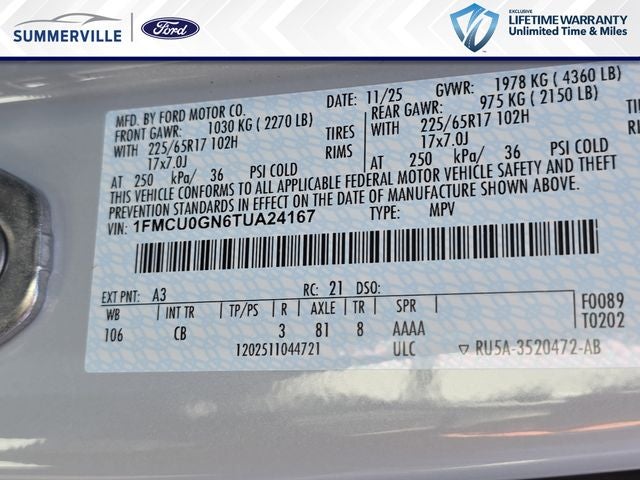 SUMMERVILLE
Ford
EXCLUSIVE
LIFETIME WARRANTY
Unlimited Time & Miles
MFD. BY FORD MOTOR CO. DATE: 11/25 GVWR: 1978 KG (4360 LB)
FRONT GAWR: 1030 KG (2270 LB) REAR GAWR: 975 KG (2150 LB)
WITH 225/65R17 102H TIRES WITH 225/65R17 102H TIRES
17x7.0J RIMS 17x7.0J RIMS
AT 250 kPa/ 36 PSI COLD AT 250 kPa/ 36 PSI COLD
THIS VEHICLE CONFORMS TO ALL APPLICABLE FEDERAL MOTOR VEHICLE SAFETY AND THEFT
PREVENTION STANDARDS IN EFFECT ON THE DATE OF MANUFACTURE SHOWN ABOVE.
VIN: 1FMCU0GN6TUA24167 TYPE: MPV
EXT PNT: A3 RC: 21 DSO:
WB INT TR TP/PS R AXLE TR SPR F0089
106 CB 3 81 8 AAAA T0202
1202511044721 ULC ▽ RU5A-3520472-AB